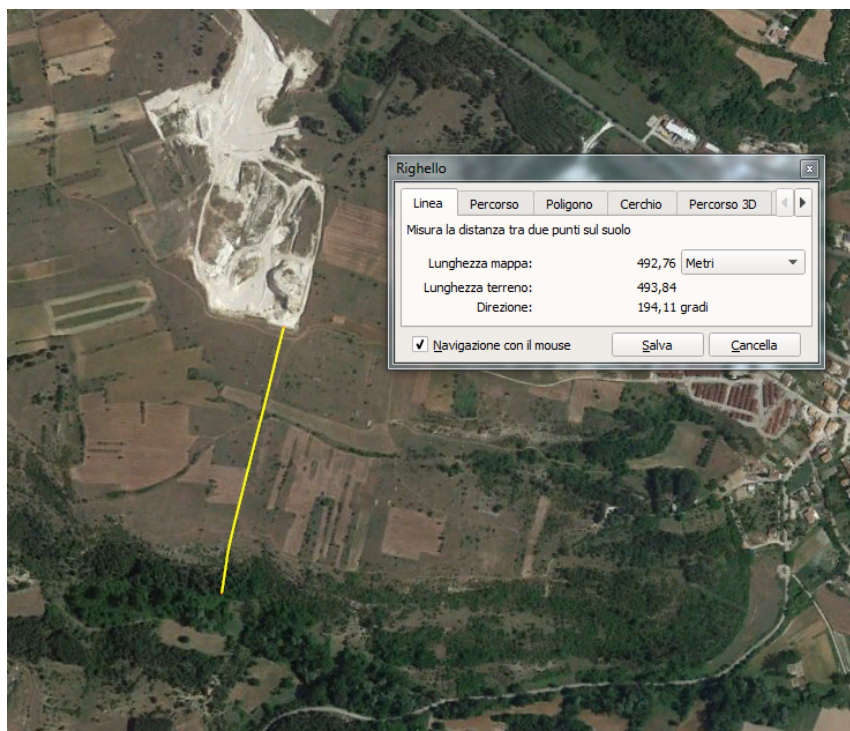 Righello
Linea Percorso Poligono Cerchio Percorso 3D
Misura la distanza tra due punti sul suolo
Lunghezza mappa: 492,76 Metri
Lunghezza terreno: 493,84
Direzione: 194,11 gradi
Navigazione con il mouse Salva Cancella